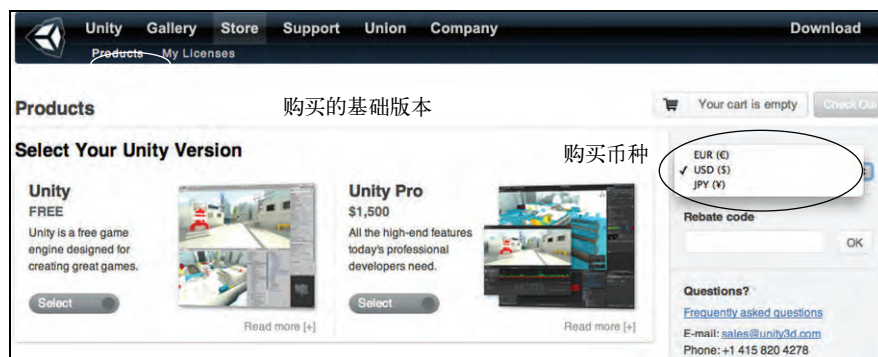 Unity Gallery Store Support Union Company Download
Products My Licenses
Products
购买的基础版本
Your cart is empty
Check Out
Select Your Unity Version
购买币种
EUR (€)
✓ USD ($)
JPY (¥)
Unity
FREE
Unity is a free game
engine designed for
creating great games.
Select
Read more [+]
Unity Pro
$1,500
All the high-end features
today's professional
developers need.
Select
Read more [+]
Rebate code
OK
Questions?
Frequently asked questions
E-mail: sales@unity3d.com
Phone: +1 415 820 4278